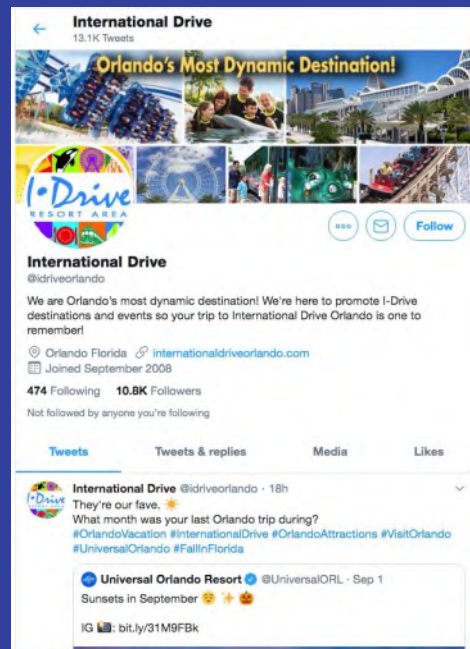 International Drive
13.1K Tweets
Orlando's Most Dynamic Destination!
I·Drive
RESORT AREA
Follow
International Drive
@idriveorlando
We are Orlando's most dynamic destination! We're here to promote I-Drive
destinations and events so your trip to International Drive Orlando is one to
remember!
Orlando Florida internationaldriveorlando.com
Joined September 2008
474 Following 10.8K Followers
Not followed by anyone you're following
Tweets Tweets & replies Media Likes
I·Drive
International Drive @idriveorlando · 18h
They're our fave. ☀️
What month was your last Orlando trip during?
#OrlandoVacation #InternationalDrive #OrlandoAttractions #VisitOrlando
#UniversalOrlando #FallInFlorida
Universal Orlando Resort @UniversalORL · Sep 1
Sunsets in September 😌 ✨ 🎃
IG 📸: bit.ly/31M9FBk